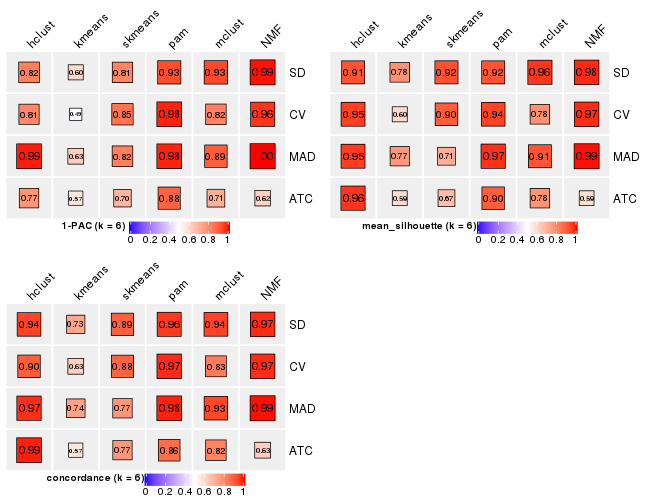 hclust kmeans skmeans pam mclust NMF
0.82 0.60 0.81 0.93 0.93 0.99 SD
0.81 0.49 0.85 0.98 0.82 0.96 CV
0.99 0.63 0.82 0.98 0.89 1.00 MAD
0.77 0.57 0.70 0.88 0.71 0.62 ATC
1-PAC (k = 6)
0 0.2 0.4 0.6 0.8 1
hclust kmeans skmeans pam mclust NMF
0.91 0.78 0.92 0.92 0.96 0.98 SD
0.95 0.60 0.90 0.94 0.78 0.97 CV
0.95 0.77 0.71 0.97 0.91 0.99 MAD
0.96 0.59 0.67 0.90 0.78 0.59 ATC
mean_silhouette (k = 6)
0 0.2 0.4 0.6 0.8 1
hclust kmeans skmeans pam mclust NMF
0.94 0.73 0.89 0.96 0.94 0.97 SD
0.90 0.63 0.88 0.97 0.83 0.97 CV
0.97 0.74 0.77 0.98 0.93 0.99 MAD
0.99 0.57 0.77 0.86 0.82 0.63 ATC
concordance (k = 6)
0 0.2 0.4 0.6 0.8 1